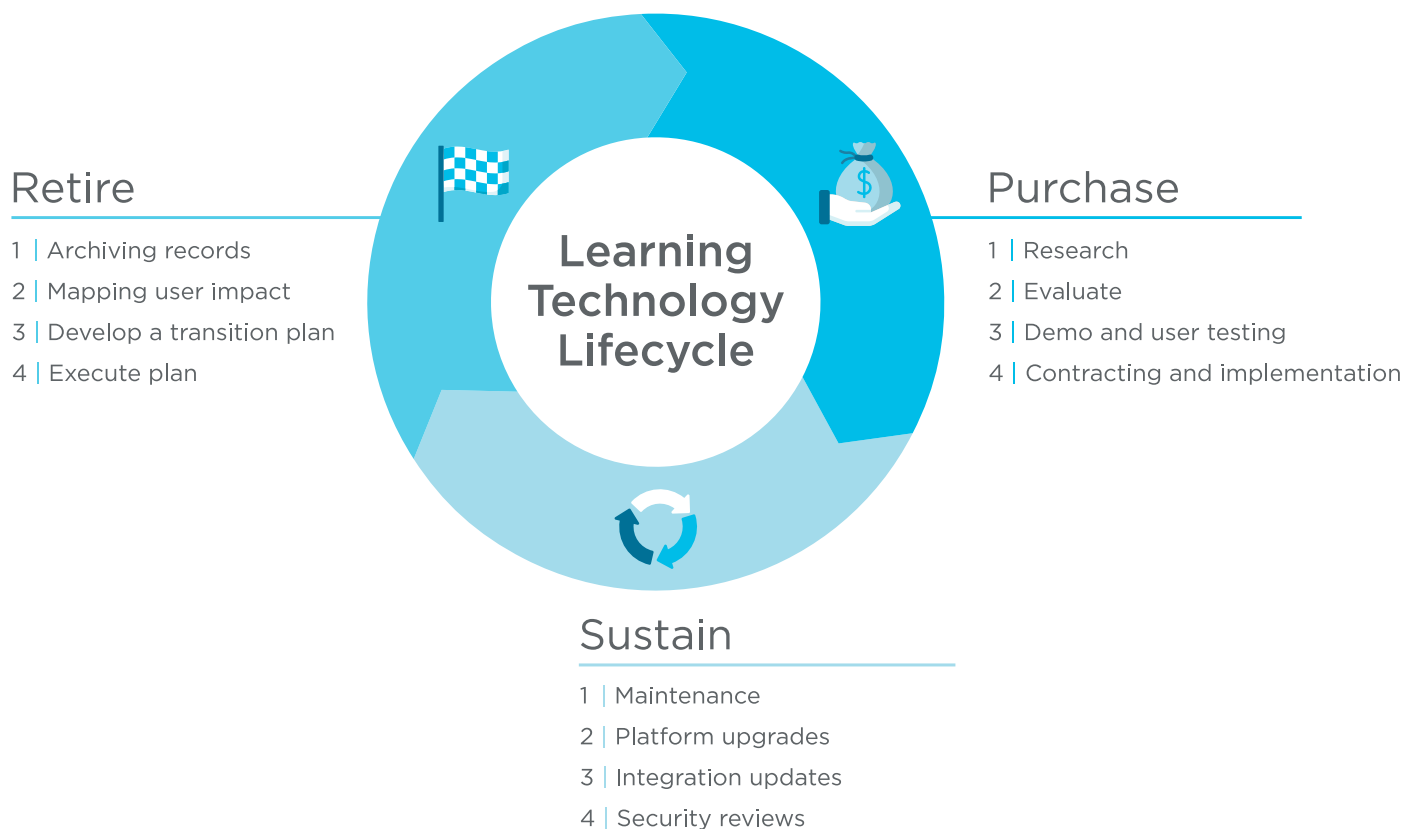 Learning
Technology
Lifecycle
$
Purchase
1 | Research
2 | Evaluate
3 | Demo and user testing
4 | Contracting and implementation
Sustain
1 | Maintenance
2 | Platform upgrades
3 | Integration updates
4 | Security reviews
Retire
1 | Archiving records
2 | Mapping user impact
3 | Develop a transition plan
4 | Execute plan